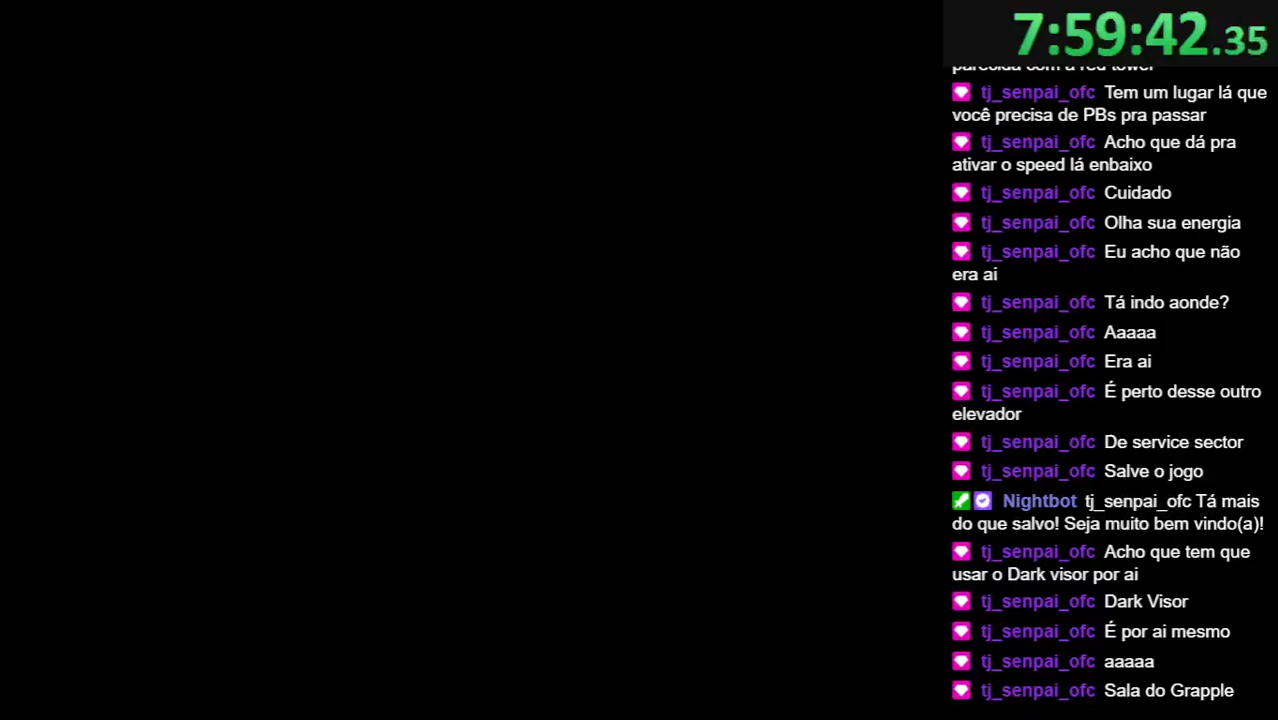 7:59:42.35
parecida com a red tower
tj_senpai_ofc Tem um lugar lá que
você precisa de PBs pra passar
tj_senpai_ofc Acho que dá pra
ativar o speed lá enbaixo
tj_senpai_ofc Cuidado
tj_senpai_ofc Olha sua energia
tj_senpai_ofc Eu acho que não
era ai
tj_senpai_ofc Tá indo aonde?
tj_senpai_ofc Aaaaa
tj_senpai_ofc Era ai
tj_senpai_ofc É perto desse outro
elevador
tj_senpai_ofc De service sector
tj_senpai_ofc Salve o jogo
Nightbot tj_senpai_ofc Tá mais
do que salvo! Seja muito bem vindo(a)!
tj_senpai_ofc Acho que tem que
usar o Dark visor por ai
tj_senpai_ofc Dark Visor
tj_senpai_ofc É por ai mesmo
tj_senpai_ofc aaaaa
tj_senpai_ofc Sala do Grapple